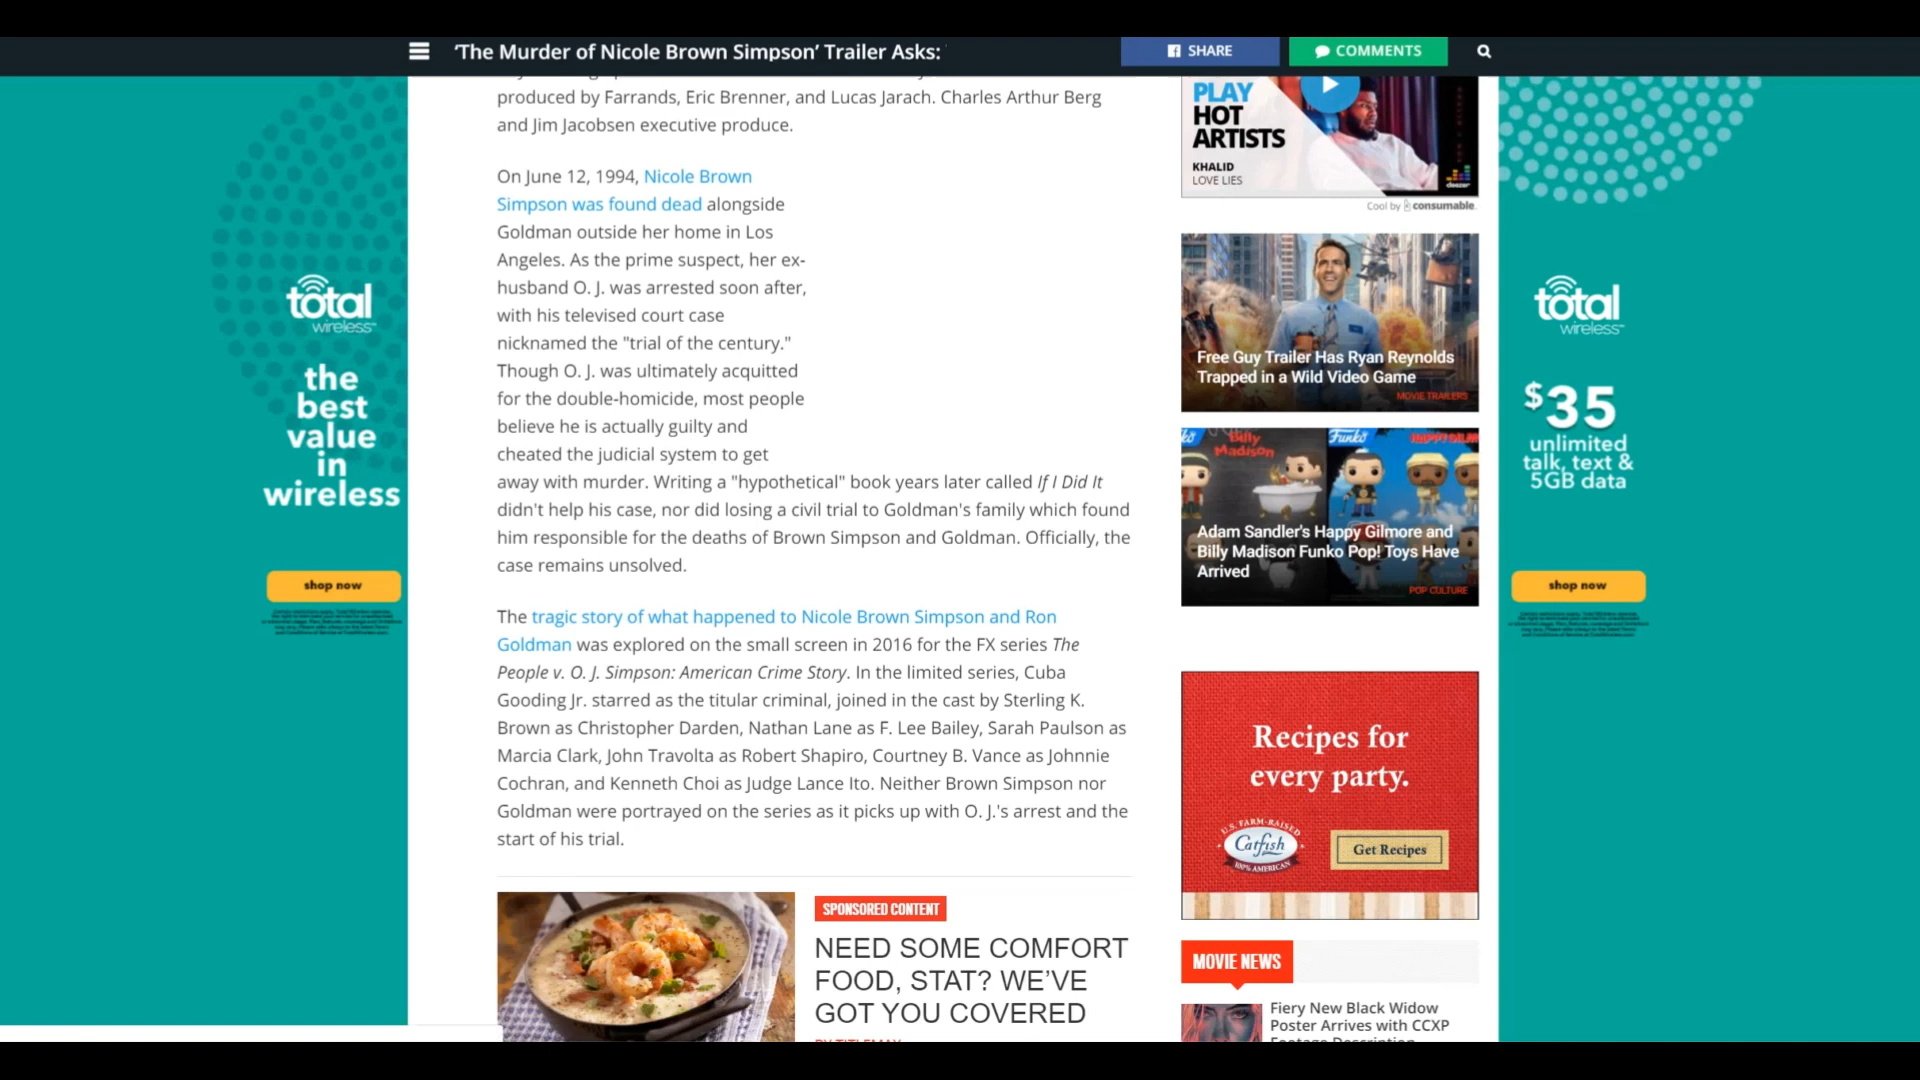 ‘The Murder of Nicole Brown Simpson’ Trailer Asks:
SHARE
COMMENTS
produced by Farrands, Eric Brenner, and Lucas Jarach. Charles Arthur Berg
and Jim Jacobsen executive produce.
On June 12, 1994, Nicole Brown
Simpson was found dead alongside
Goldman outside her home in Los
Angeles. As the prime suspect, her ex-
husband O. J. was arrested soon after,
with his televised court case
nicknamed the "trial of the century."
Though O. J. was ultimately acquitted
for the double-homicide, most people
believe he is actually guilty and
cheated the judicial system to get
away with murder. Writing a "hypothetical" book years later called If I Did It
didn't help his case, nor did losing a civil trial to Goldman's family which found
him responsible for the deaths of Brown Simpson and Goldman. Officially, the
case remains unsolved.
The tragic story of what happened to Nicole Brown Simpson and Ron
Goldman was explored on the small screen in 2016 for the FX series The
People v. O. J. Simpson: American Crime Story. In the limited series, Cuba
Gooding Jr. starred as the titular criminal, joined in the cast by Sterling K.
Brown as Christopher Darden, Nathan Lane as F. Lee Bailey, Sarah Paulson as
Marcia Clark, John Travolta as Robert Shapiro, Courtney B. Vance as Johnnie
Cochran, and Kenneth Choi as Judge Lance Ito. Neither Brown Simpson nor
Goldman were portrayed on the series as it picks up with O. J.'s arrest and the
start of his trial.
SPONSORED CONTENT
NEED SOME COMFORT
FOOD, STAT? WE’VE
GOT YOU COVERED
BY TITLEMAX
PLAY
HOT
ARTISTS
KHALID
LOVE LIES
deezer
Cool by consumable.
Free Guy Trailer Has Ryan Reynolds
Trapped in a Wild Video Game
MOVIE TRAILERS
Billy
Madison
Funko
HAPPY GILM
Adam Sandler's Happy Gilmore and
Billy Madison Funko Pop! Toys Have
Arrived
POP CULTURE
Recipes for
every party.
U.S. FARM-RAISED
Catfish
100% AMERICAN
Get Recipes
MOVIE NEWS
Fiery New Black Widow
Poster Arrives with CCXP
Footage Description
total
wireless
the
best
value
in
wireless
shop now
total
wireless
$35
unlimited
talk, text &
5GB data
shop now